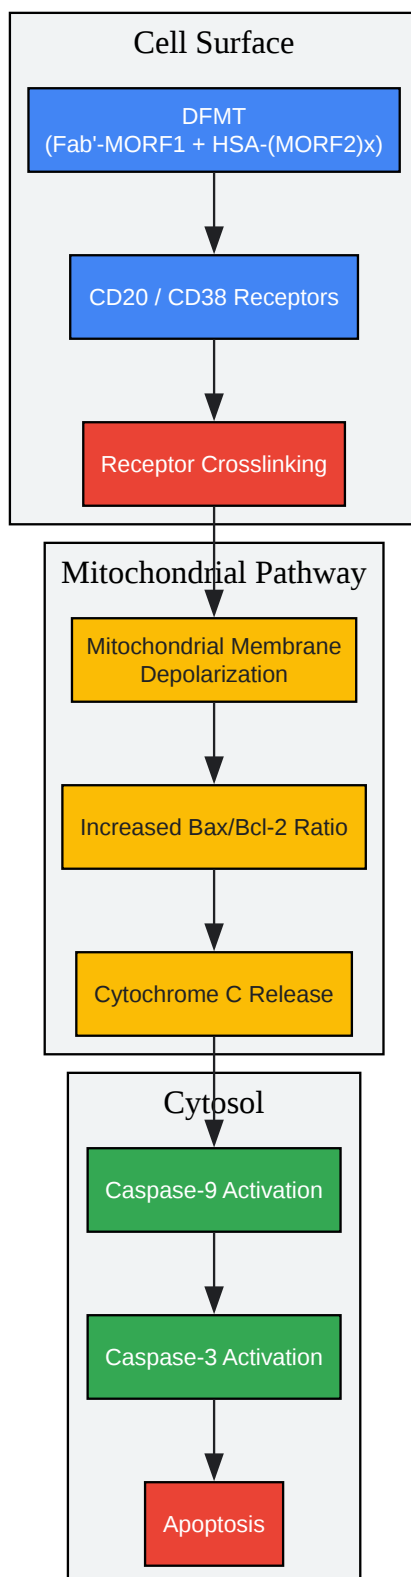 Cell Surface
DFMT
(Fab'-MORF1 + HSA-(MORF2)x)
CD20 / CD38 Receptors
Receptor Crosslinking
Mitochondrial Pathway
Mitochondrial Membrane
Depolarization
Increased Bax/Bcl-2 Ratio
Cytochrome C Release
Cytosol
Caspase-9 Activation
Caspase-3 Activation
Apoptosis